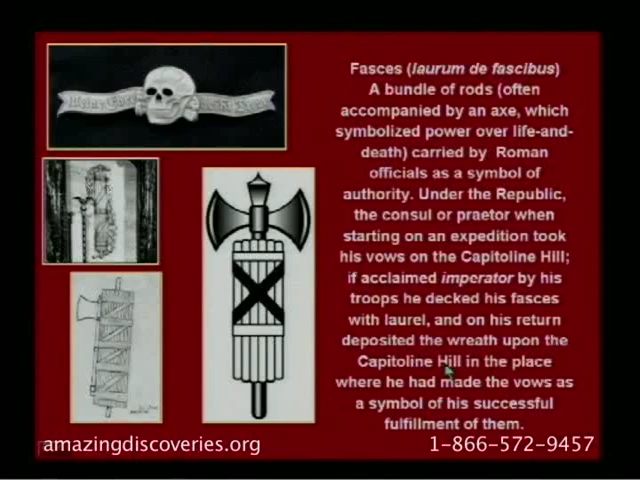 Fasces (laurum de fascibus)
A bundle of rods (often
accompanied by an axe, which
symbolized power over life-and-
death) carried by Roman
officials as a symbol of
authority. Under the Republic,
the consul or praetor when
starting on an expedition took
his vows on the Capitoline Hill;
if acclaimed imperator by his
troops he decked his fasces
with laurel, and on his return
deposited the wreath upon the
Capitoline Hill in the place
where he had made the vows as
a symbol of his successful
fulfillment of them.
amazingdiscoveries.org
1-866-572-9457